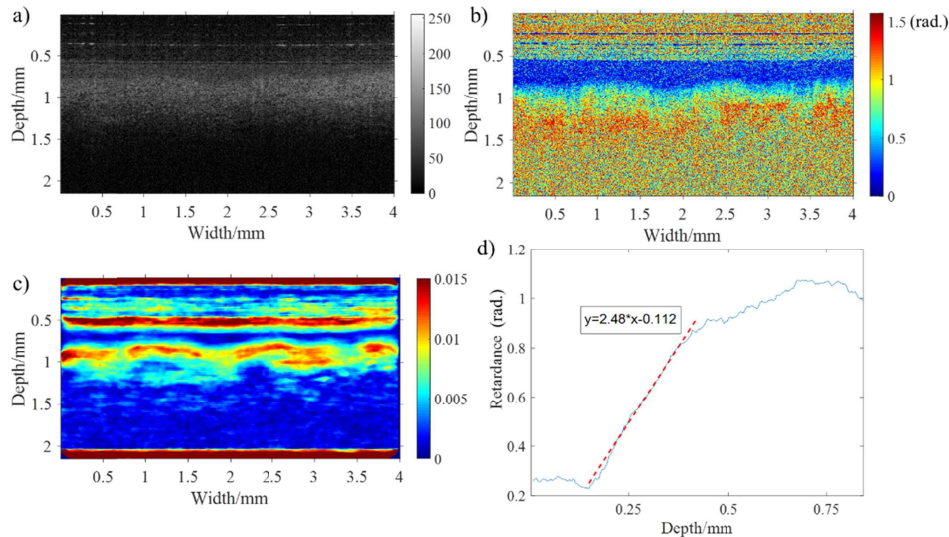 a)
250
200
150
100
50
0
0.5
1
1.5
2
Depth/mm
0.5 1 1.5 2 2.5 3 3.5 4
Width/mm
b)
(rad.)
1.5
1
0.5
0
0.5
1
1.5
2
Depth/mm
0.5 1 1.5 2 2.5 3 3.5 4
Width/mm
c)
0.015
0.01
0.005
0
0.5
1
1.5
2
Depth/mm
0.5 1 1.5 2 2.5 3 3.5 4
Width/mm
d)
1.2
1
0.8
0.6
0.4
0.2
Retardance (rad.)
y=2.48*x-0.112
0.25 0.5 0.75
Depth/mm